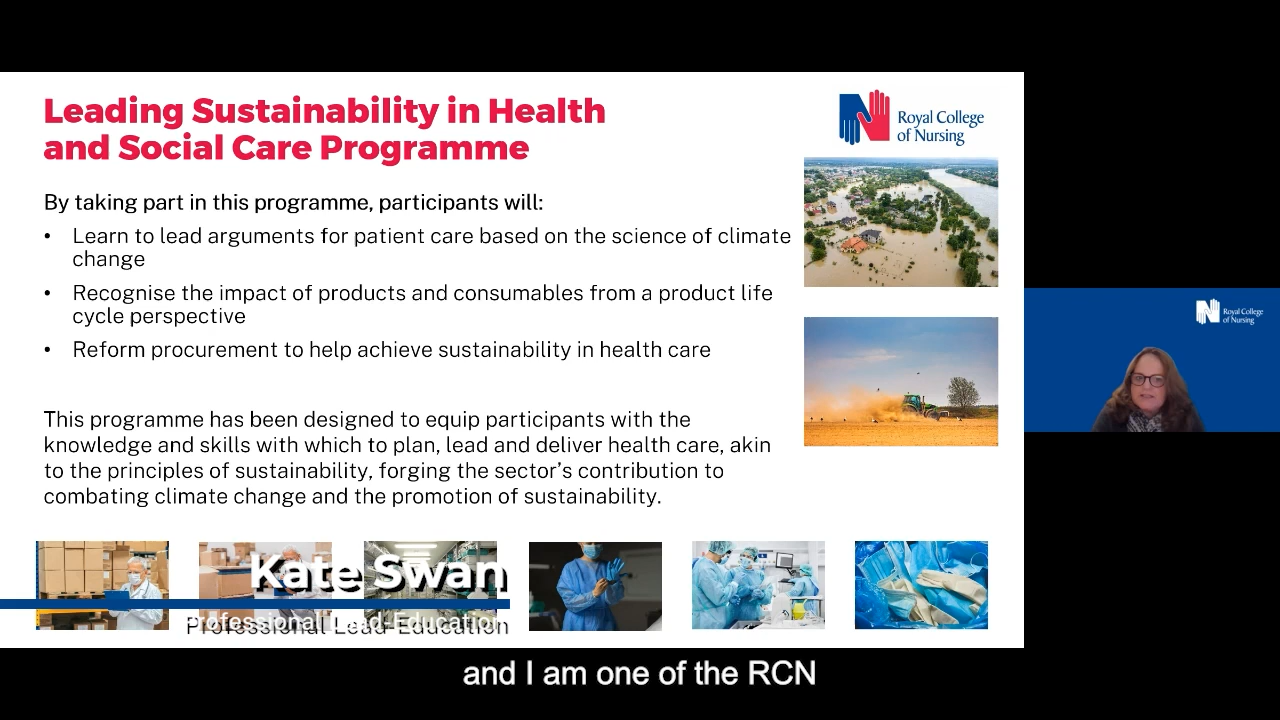 Leading Sustainability in Health
and Social Care Programme
Royal College
of Nursing
By taking part in this programme, participants will:
• Learn to lead arguments for patient care based on the science of climate
change
• Recognise the impact of products and consumables from a product life
cycle perspective
• Reform procurement to help achieve sustainability in health care
This programme has been designed to equip participants with the
knowledge and skills with which to plan, lead and deliver health care, akin
to the principles of sustainability, forging the sector's contribution to
combating climate change and the promotion of sustainability.
Royal College
of Nursing
Kate Swan
Professional Lead-Education
and I am one of the RCN